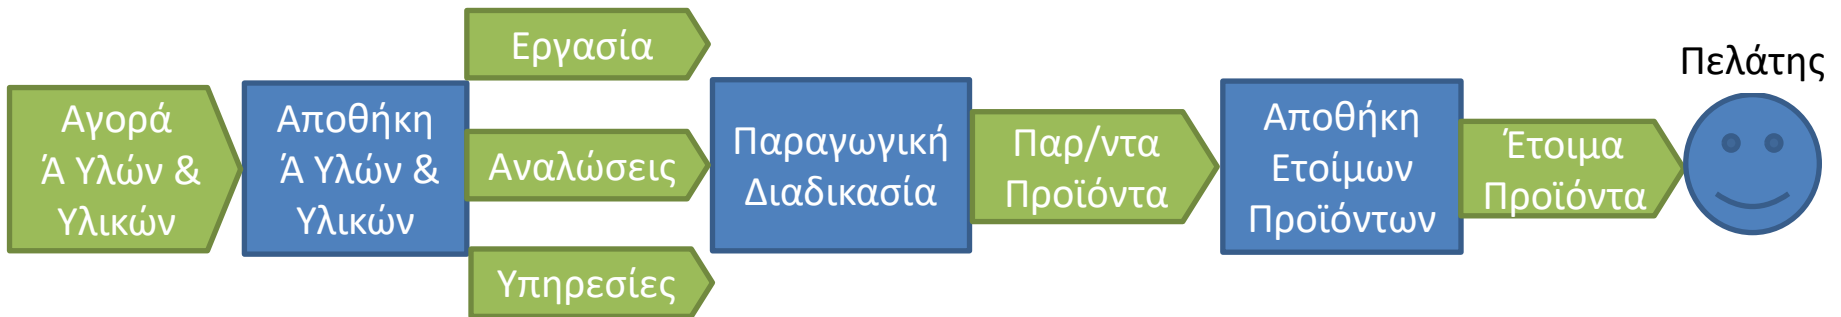 Αγορά
Ά Υλών &
Υλικών
Αποθήκη
Ά Υλών &
Υλικών
Εργασία
Αναλώσεις
Υπηρεσίες
Παραγωγική
Διαδικασία
Παρ/ντα
Προϊόντα
Αποθήκη
Ετοίμων
Προϊόντων
Έτοιμα
Προϊόντα
Πελάτης